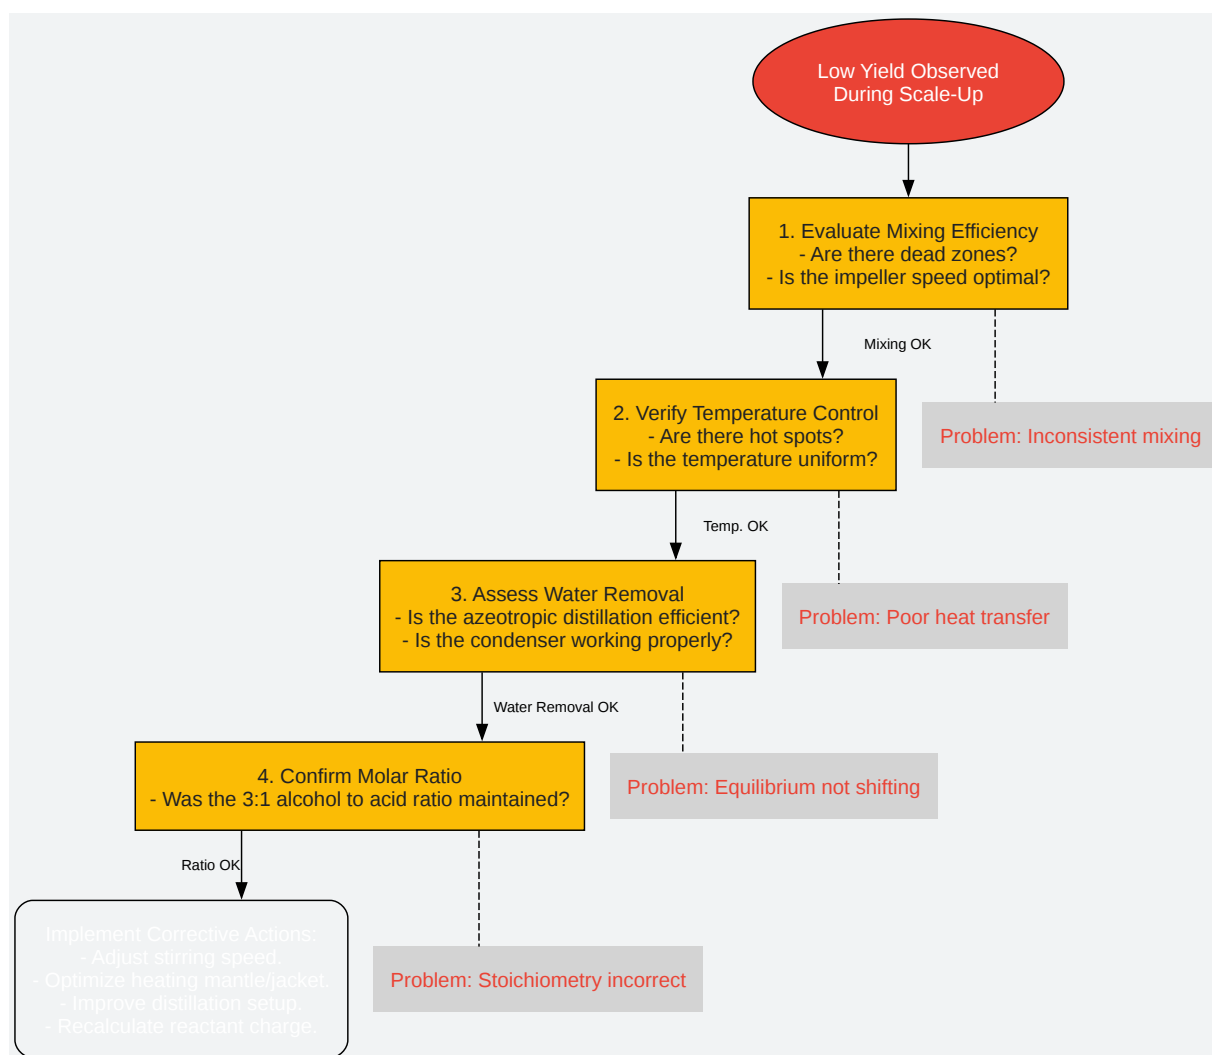 Low Yield Observed
During Scale-Up
1. Evaluate Mixing Efficiency
- Are there dead zones?
- Is the impeller speed optimal?
Mixing OK
Problem: Inconsistent mixing
2. Verify Temperature Control
- Are there hot spots?
- Is the temperature uniform?
Temp. OK
Problem: Poor heat transfer
3. Assess Water Removal
- Is the azeotropic distillation efficient?
- Is the condenser working properly?
Water Removal OK
Problem: Equilibrium not shifting
4. Confirm Molar Ratio
- Was the 3:1 alcohol to acid ratio maintained?
Ratio OK
Problem: Stoichiometry incorrect
Implement Corrective Actions:
- Adjust stirring speed.
- Optimize heating mantle/jacket.
- Improve distillation setup.
- Recalculate reactant charge.